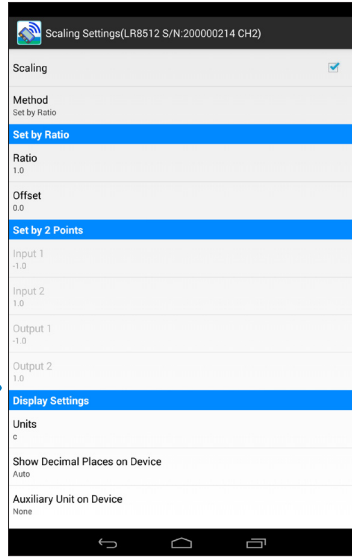 Scaling Settings(LR8512 S/N:200000214 CH2)
Scaling
Method
Set by Ratio
Set by Ratio
Ratio
1.0
Offset
0.0
Set by 2 Points
Input 1
-1.0
Input 2
1.0
Output 1
-1.0
Output 2
1.0
Display Settings
Units
c
Show Decimal Places on Device
Auto
Auxiliary Unit on Device
None